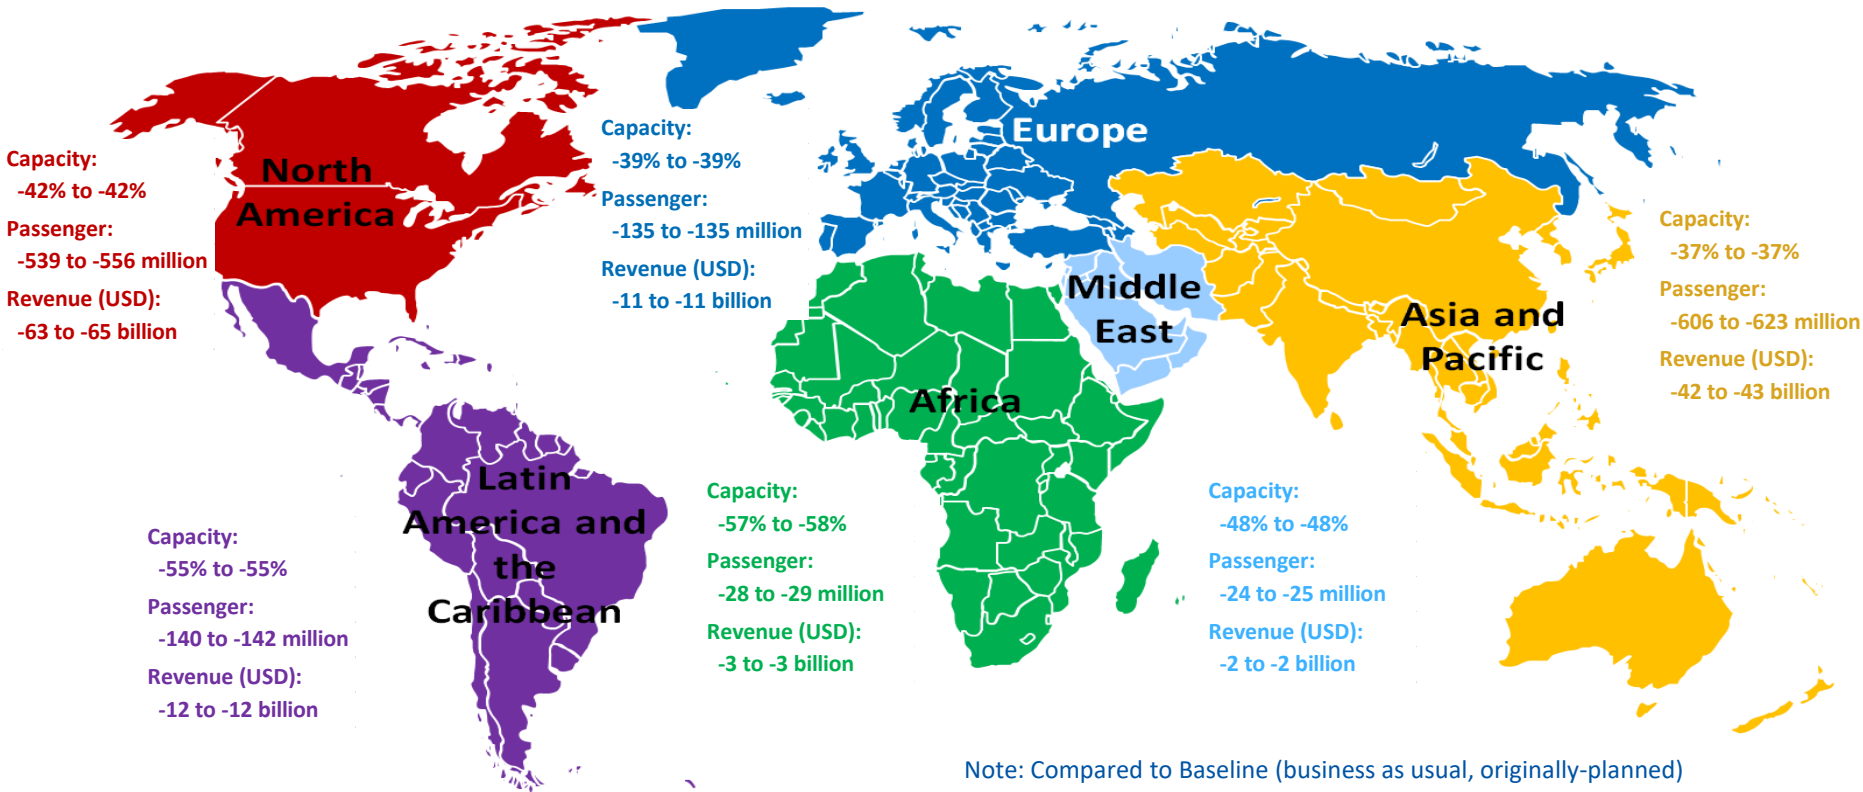 North
America
Capacity:
-42% to -42%
Passenger:
-539 to -556 million
Revenue (USD):
-63 to -65 billion
Europe
Capacity:
-39% to -39%
Passenger:
-135 to -135 million
Revenue (USD):
-11 to -11 billion
Middle
East
Asia and
Pacific
Capacity:
-37% to -37%
Passenger:
-606 to -623 million
Revenue (USD):
-42 to -43 billion
Africa
Latin
America and
the
Caribbean
Capacity:
-55% to -55%
Passenger:
-140 to -142 million
Revenue (USD):
-12 to -12 billion
Capacity:
-57% to -58%
Passenger:
-28 to -29 million
Revenue (USD):
-3 to -3 billion
Capacity:
-48% to -48%
Passenger:
-24 to -25 million
Revenue (USD):
-2 to -2 billion
Note: Compared to Baseline (business as usual, originally-planned)